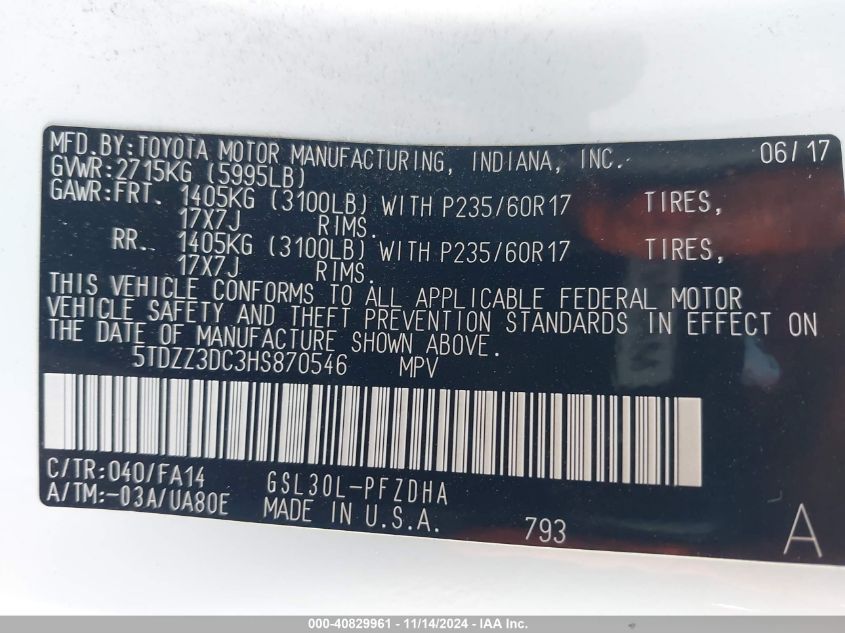 MFD.BY:TOYOTA MOTOR MANUFACTURING, INDIANA, INC. 06/17
GVWR:2715KG (5995LB)
GAWR:FRT. 1405KG (3100LB) WITH P235/60R17 TIRES,
17X7J RIMS.
RR. 1405KG (3100LB) WITH P235/60R17 TIRES,
17X7J RIMS.
THIS VEHICLE CONFORMS TO ALL APPLICABLE FEDERAL MOTOR
VEHICLE SAFETY AND THEFT PREVENTION STANDARDS IN EFFECT ON
THE DATE OF MANUFACTURE SHOWN ABOVE.
5TDZZ3DC3HS870546 MPV
C/TR:040/FA14 GSL30L-PFZDHA
A/TM:-03A/UA80E MADE IN U.S.A. 793 A
000-40829961 - 11/14/2024 - IAAI.com